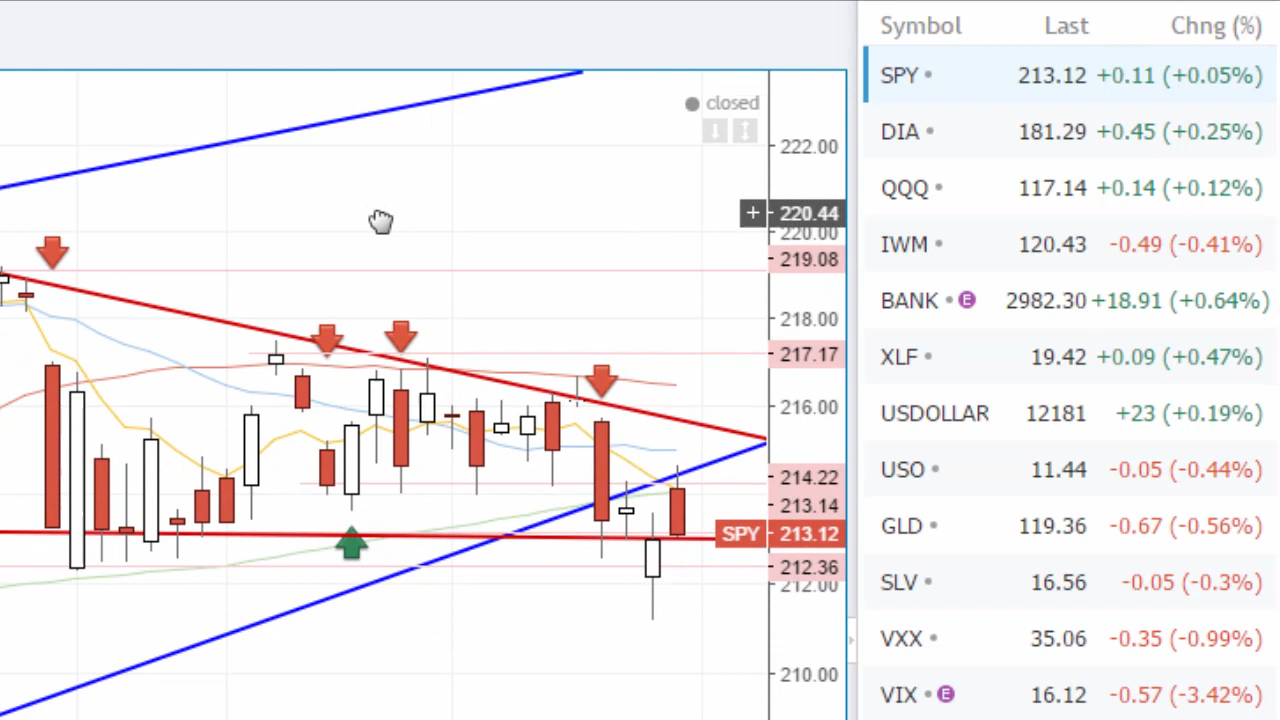 closed
222.00
+ 220.44
220.00
219.08
218.00
217.17
216.00
214.22
213.14
SPY 213.12
212.36
212.00
210.00
Symbol Last Chng (%)
SPY 213.12 +0.11 (+0.05%)
DIA 181.29 +0.45 (+0.25%)
QQQ 117.14 +0.14 (+0.12%)
IWM 120.43 -0.49 (-0.41%)
BANK E 2982.30 +18.91 (+0.64%)
XLF 19.42 +0.09 (+0.47%)
USDOLLAR 12181 +23 (+0.19%)
USO 11.44 -0.05 (-0.44%)
GLD 119.36 -0.67 (-0.56%)
SLV 16.56 -0.05 (-0.3%)
VXX 35.06 -0.35 (-0.99%)
VIX E 16.12 -0.57 (-3.42%)